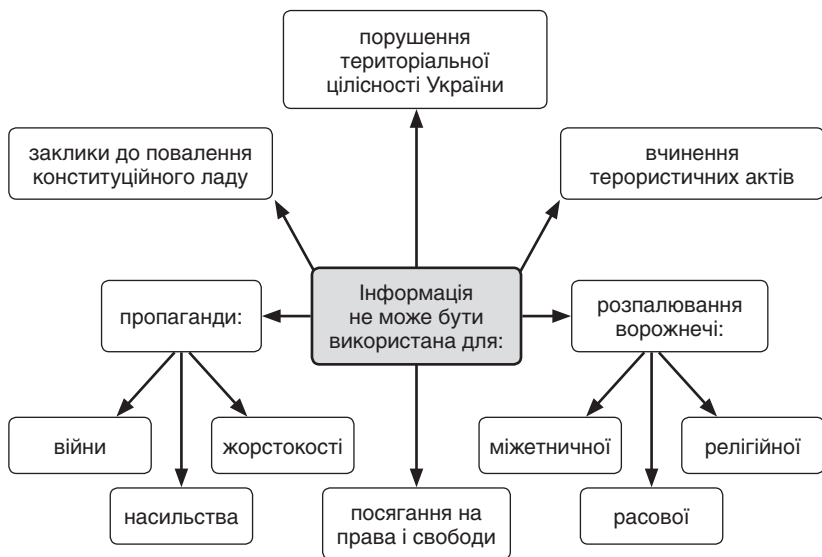 порушення
територіальної
цілісності України
заклики до повалення
конституційного ладу
вчинення
терористичних актів
Інформація
не може бути
використана для:
пропаганди:
розпалювання
ворожнечі:
війни
жорстокості
міжетничної
релігійної
насильства
посягання на
права і свободи
расової